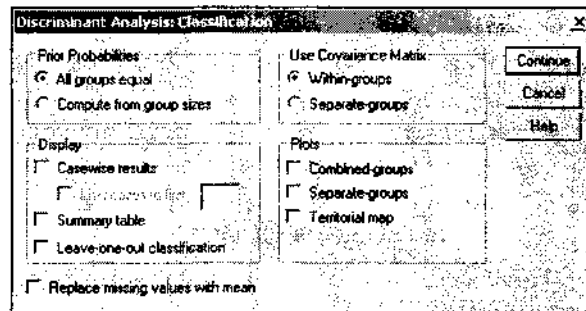 Discriminant Analysis: Classification
Prior Probabilities
All groups equal
Compute from group sizes
Use Covariance Matrix
Within-groups
Separate-groups
Continue
Cancel
Help
Display
Casewise results
Summary table
Leave-one-out classification
Plots
Combined-groups
Separate-groups
Territorial map
Replace missing values with mean